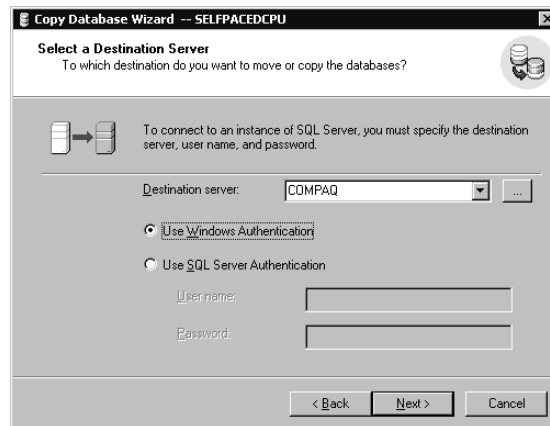 Copy Database Wizard -- SELFPACEDCPU
Select a Destination Server
To which destination do you want to move or copy the databases?
To connect to an instance of SQL Server, you must specify the destination
server, user name, and password.
Destination server: COMPAQ ...
Use Windows Authentication
Use SQL Server Authentication
User name:
Password:
< Back Next > Cancel